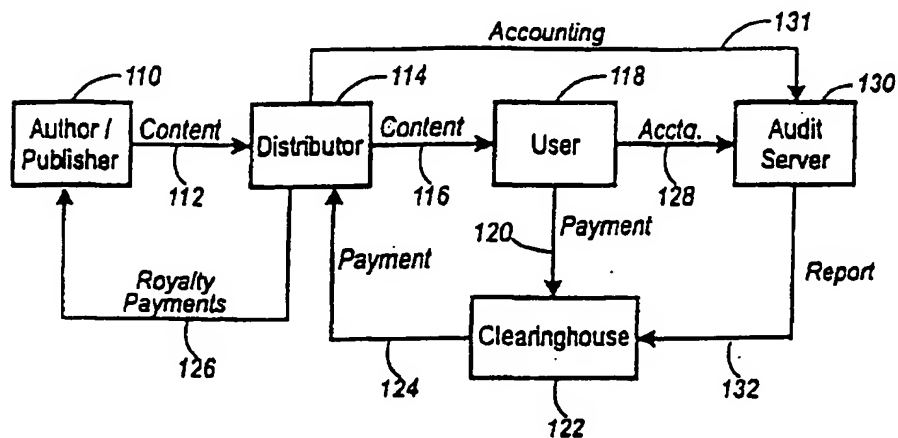 Accounting
131
110
114
118
130
Author /
Publisher
Content
Distributor
Content
User
Accta.
Audit
Server
112
116
128
120
Payment
Payment
Report
Royalty
Payments
Clearinghouse
126
124
132
122